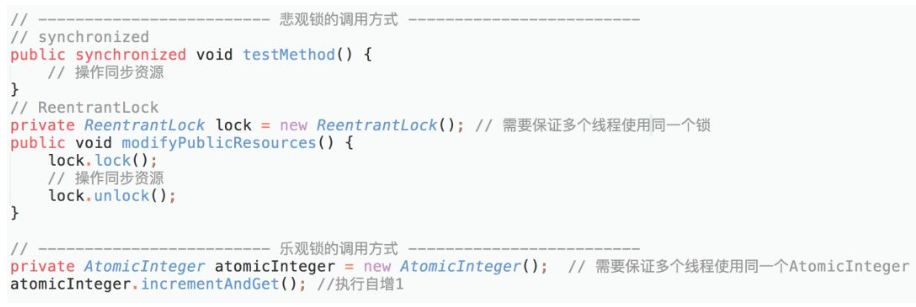 // ------------------------- 悲观锁的调用方式 -------------------------
// synchronized
public synchronized void testMethod() {
    // 操作同步资源
}
// ReentrantLock
private ReentrantLock lock = new ReentrantLock(); // 需要保证多个线程使用同一个锁
public void modifyPublicResources() {
    lock.lock();
    // 操作同步资源
    lock.unlock();
}

// ------------------------- 乐观锁的调用方式 -------------------------
private AtomicInteger atomicInteger = new AtomicInteger();  // 需要保证多个线程使用同一个AtomicInteger
atomicInteger.incrementAndGet(); //执行自增1